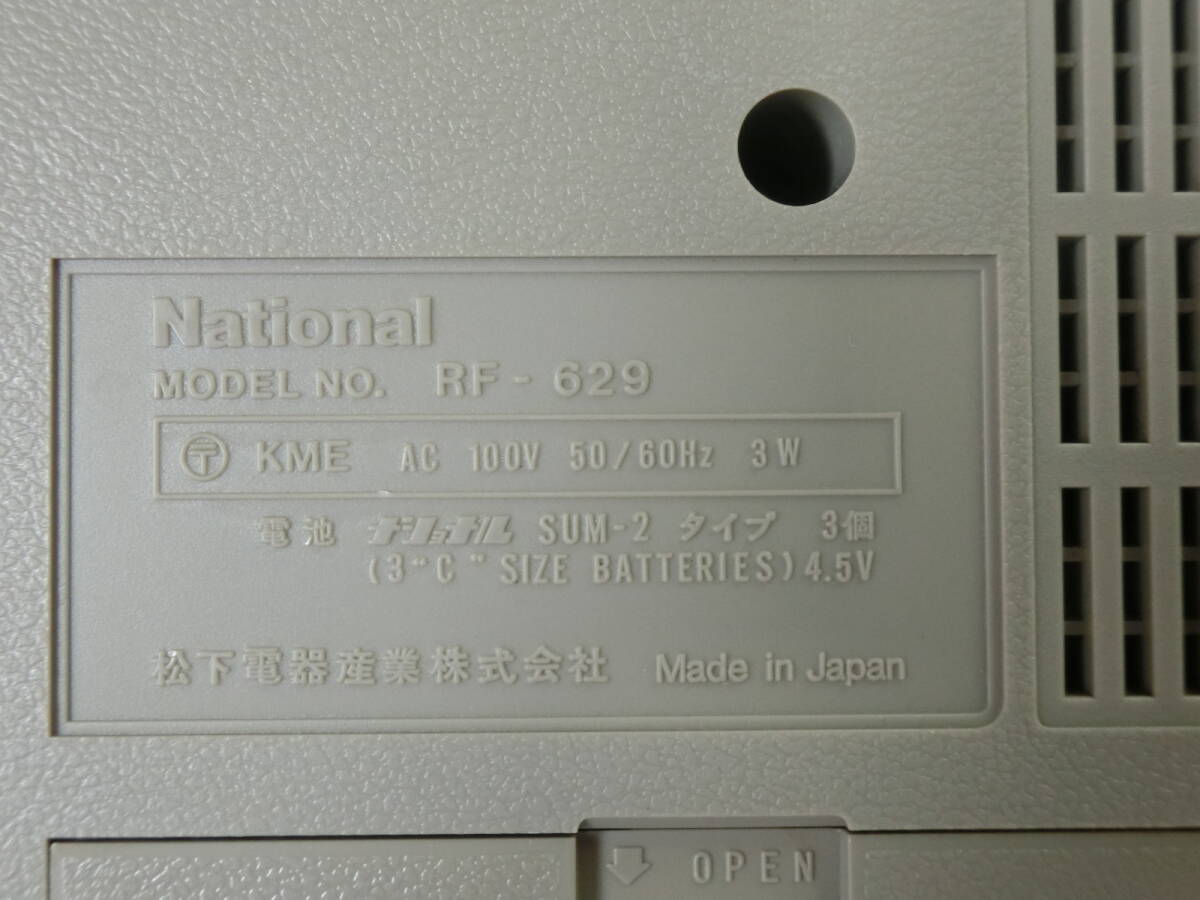 National
MODEL NO. RF-629
〶 KME AC 100V 50/60Hz 3W
電池 ナショナル SUM-2 タイプ 3個
(3 "C" SIZE BATTERIES) 4.5V
松下電器産業株式会社 Made in Japan
OPEN